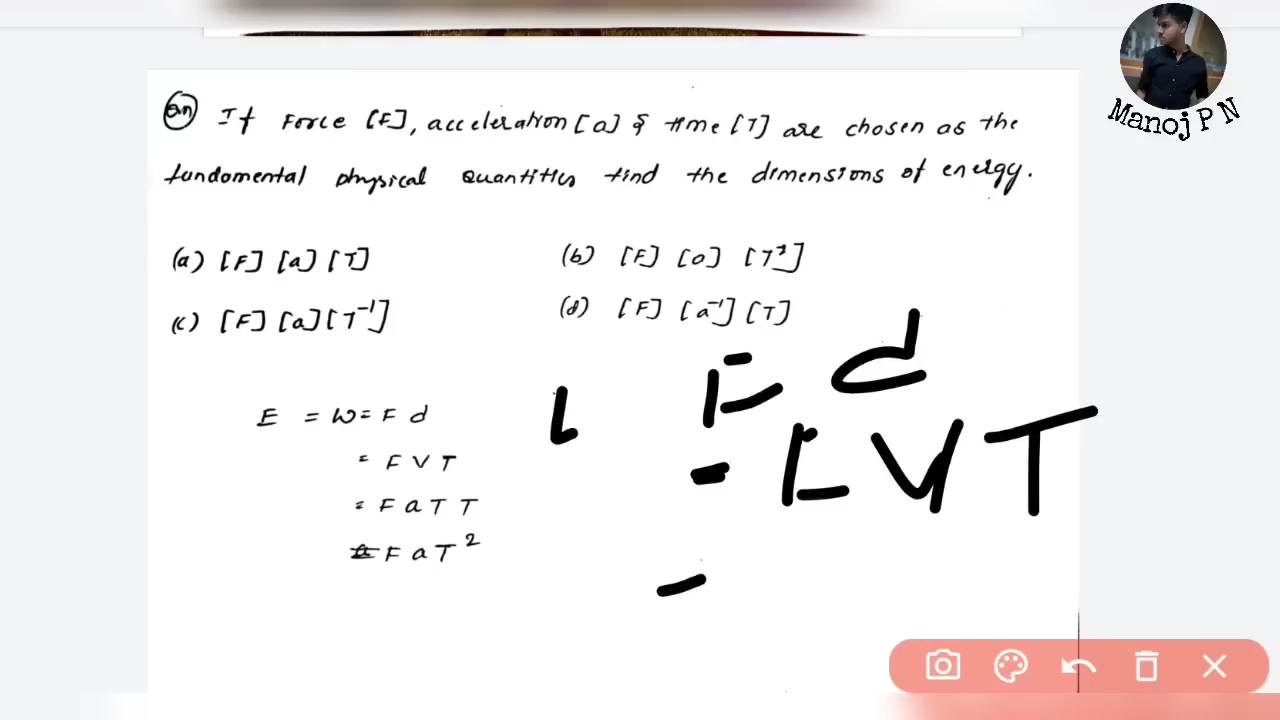 Manoj P N
Qn If Force [F], acceleration [a] & time [T] are chosen as the
fundomental physical Quantities find the dimensions of energy.
(a) [F] [a] [T] (b) [F] [a] [T²]
(c) [F] [a] [T⁻¹] (d) [F] [a⁻¹] [T]
E = W = F d
= F V T
= F a T T
= F a T²
F d
= F V T